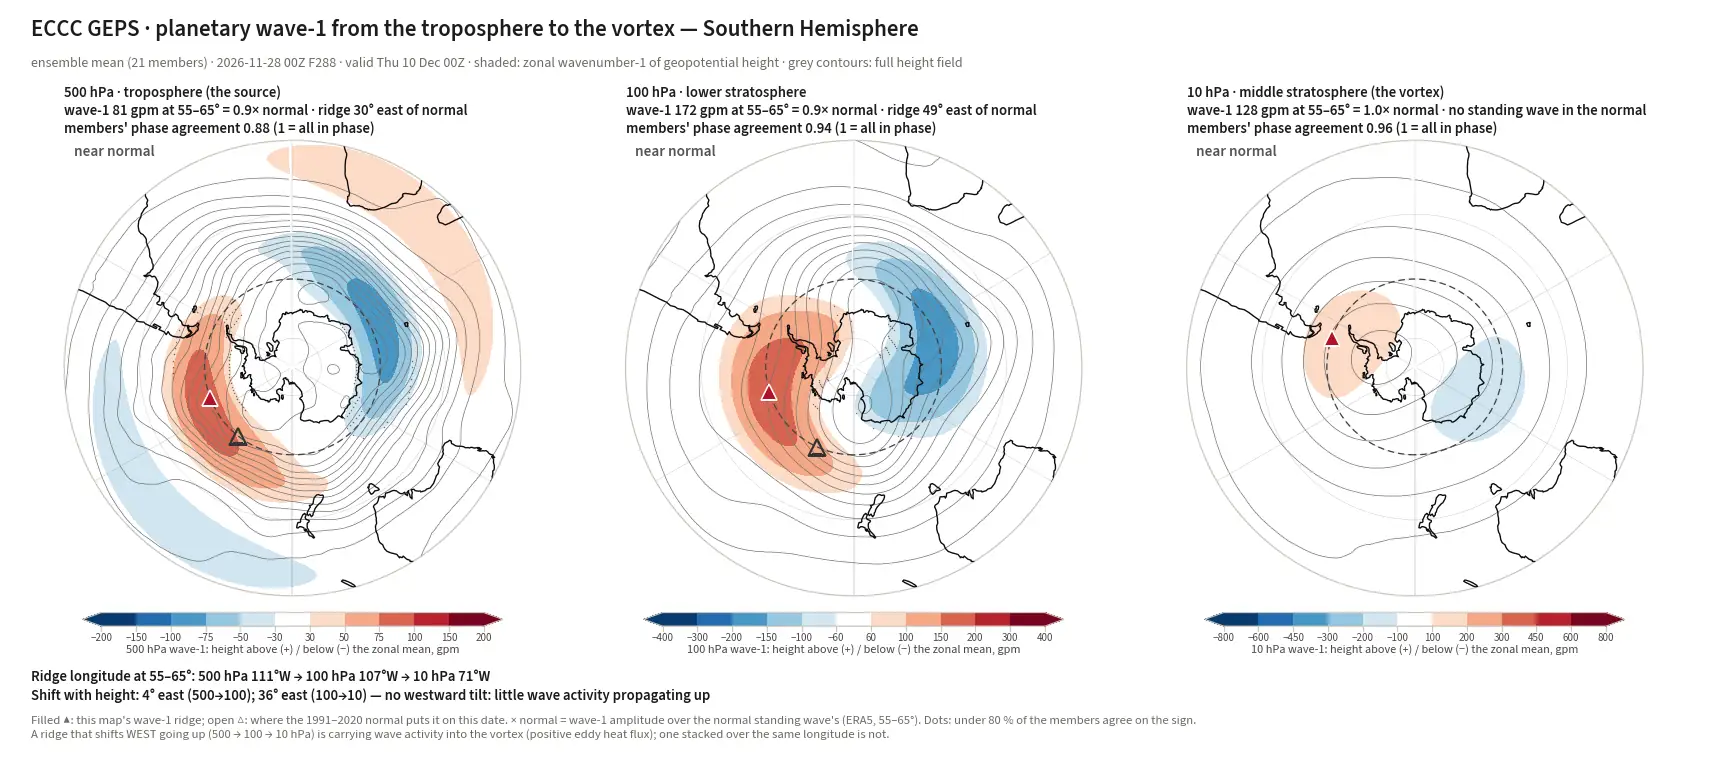 ECCC GEPS · planetary wave-1 from the troposphere to the vortex — Southern Hemisphere
ensemble mean (21 members) · 2026-11-28 00Z F288 · valid Thu 10 Dec 00Z · shaded: zonal wavenumber-1 of geopotential height · grey contours: full height field
500 hPa · troposphere (the source)
wave-1 81 gpm at 55–65° = 0.9× normal · ridge 30° east of normal
members' phase agreement 0.88 (1 = all in phase)
near normal
100 hPa · lower stratosphere
wave-1 172 gpm at 55–65° = 0.9× normal · ridge 49° east of normal
members' phase agreement 0.94 (1 = all in phase)
near normal
10 hPa · middle stratosphere (the vortex)
wave-1 128 gpm at 55–65° = 1.0× normal · no standing wave in the normal
members' phase agreement 0.96 (1 = all in phase)
near normal
−200 −150 −100 −75 −50 −30 30 50 75 100 150 200
500 hPa wave-1: height above (+) / below (−) the zonal mean, gpm
−400 −300 −200 −150 −100 −60 60 100 150 200 300 400
100 hPa wave-1: height above (+) / below (−) the zonal mean, gpm
−800 −600 −450 −300 −200 −100 100 200 300 450 600 800
10 hPa wave-1: height above (+) / below (−) the zonal mean, gpm
Ridge longitude at 55–65°: 500 hPa 111°W → 100 hPa 107°W → 10 hPa 71°W
Shift with height: 4° east (500→100); 36° east (100→10) — no westward tilt: little wave activity propagating up
Filled ▲: this map's wave-1 ridge; open △: where the 1991–2020 normal puts it on this date. × normal = wave-1 amplitude over the normal standing wave's (ERA5, 55–65°). Dots: under 80 % of the members agree on the sign.
A ridge that shifts WEST going up (500 → 100 → 10 hPa) is carrying wave activity into the vortex (positive eddy heat flux); one stacked over the same longitude is not.